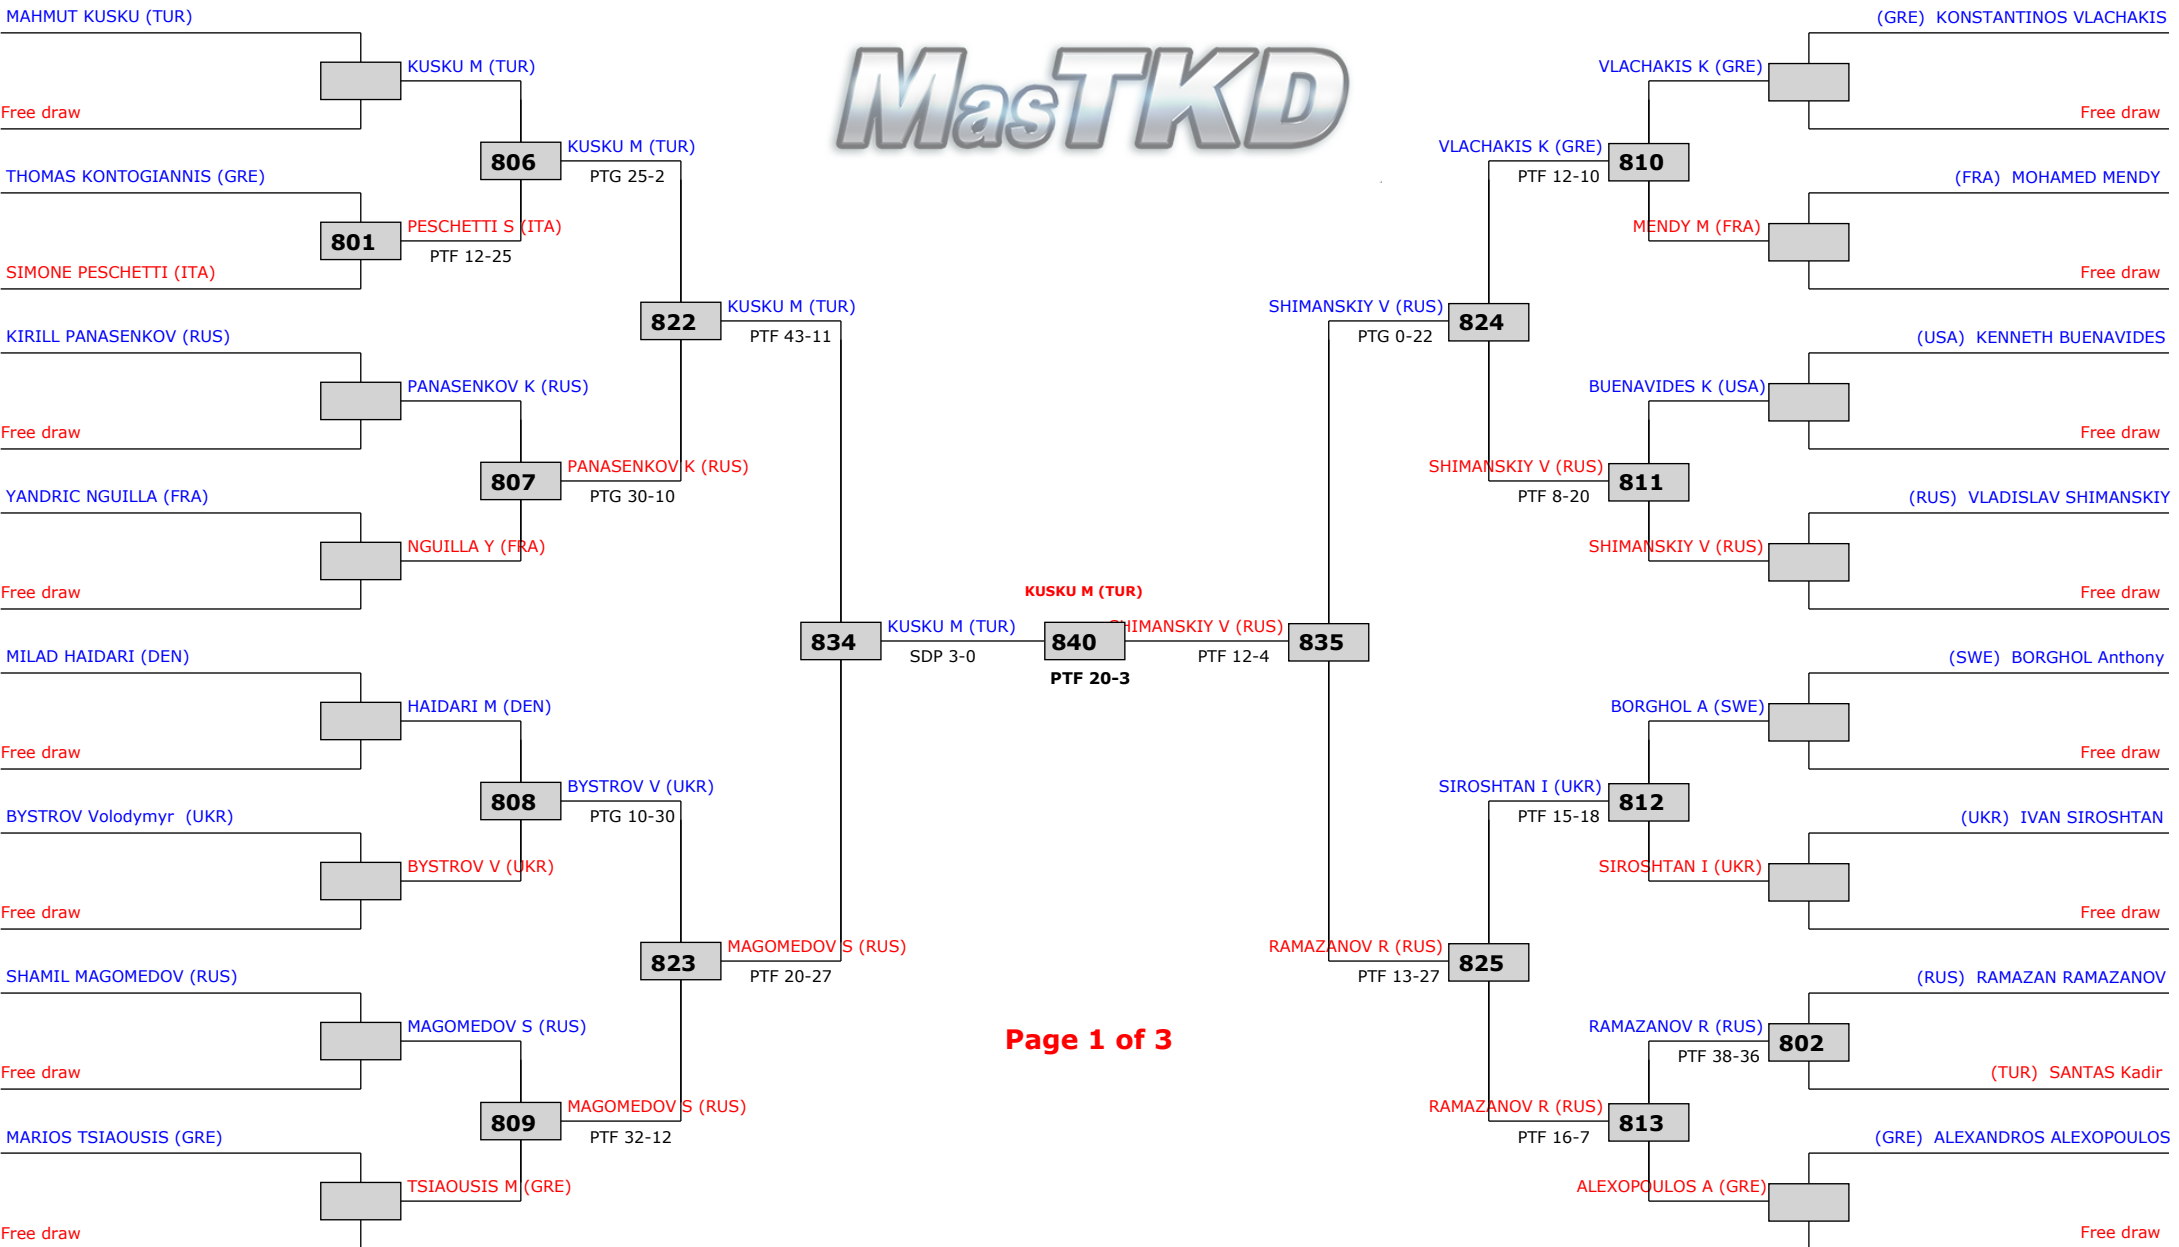 MAHMUT KUSKU (TUR)
Free draw
THOMAS KONTOGIANNIS (GRE)
SIMONE PESCHETTI (ITA)
KIRILL PANASENKOV (RUS)
Free draw
YANDRIC NGUILLA (FRA)
Free draw
MILAD HAIDARI (DEN)
Free draw
BYSTROV Volodymyr (UKR)
Free draw
SHAMIL MAGOMEDOV (RUS)
Free draw
MARIOS TSIAOUSIS (GRE)
Free draw
KUSKU M (TUR)
801
PESCHETTI S (ITA)
PTF 12-25
PANASENKOV K (RUS)
NGUILLA Y (FRA)
HAIDARI M (DEN)
BYSTROV V (UKR)
MAGOMEDOV S (RUS)
TSIAOUSIS M (GRE)
806
KUSKU M (TUR)
PTG 25-2
807
PANASENKOV K (RUS)
PTG 30-10
808
BYSTROV V (UKR)
PTG 10-30
809
MAGOMEDOV S (RUS)
PTF 32-12
822
KUSKU M (TUR)
PTF 43-11
823
MAGOMEDOV S (RUS)
PTF 20-27
834
KUSKU M (TUR)
SDP 3-0
MasTKD
KUSKU M (TUR)
840
PTF 20-3
Page 1 of 3
SHIMANSKIY V (RUS)
PTF 12-4
835
SHIMANSKIY V (RUS)
PTG 0-22
824
RAMAZANOV R (RUS)
PTF 13-27
825
VLACHAKIS K (GRE)
PTF 12-10
810
SHIMANSKIY V (RUS)
PTF 8-20
811
SIROSHTAN I (UKR)
PTF 15-18
812
RAMAZANOV R (RUS)
PTF 16-7
813
VLACHAKIS K (GRE)
MENDY M (FRA)
BUENAVIDES K (USA)
SHIMANSKIY V (RUS)
BORGHOL A (SWE)
SIROSHTAN I (UKR)
RAMAZANOV R (RUS)
PTF 38-36
802
ALEXOPOULOS A (GRE)
(GRE) KONSTANTINOS VLACHAKIS
Free draw
(FRA) MOHAMED MENDY
Free draw
(USA) KENNETH BUENAVIDES
Free draw
(RUS) VLADISLAV SHIMANSKIY
Free draw
(SWE) BORGHOL Anthony
Free draw
(UKR) IVAN SIROSHTAN
Free draw
(RUS) RAMAZAN RAMAZANOV
(TUR) SANTAS Kadir
(GRE) ALEXANDROS ALEXOPOULOS
Free draw